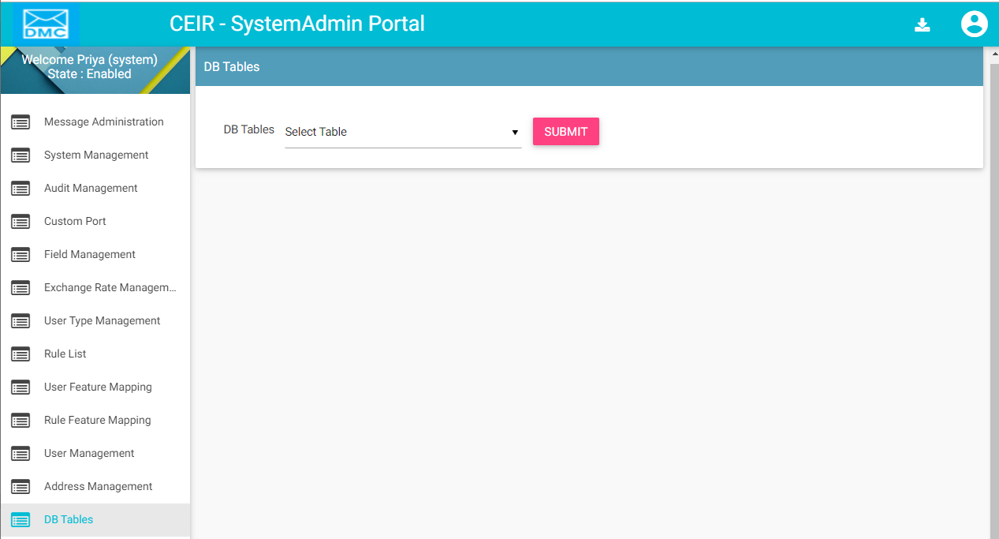 DMC
CEIR - SystemAdmin Portal
Welcome Priya (system)
State : Enabled
Message Administration
System Management
Audit Management
Custom Port
Field Management
Exchange Rate Managem...
User Type Management
Rule List
User Feature Mapping
Rule Feature Mapping
User Management
Address Management
DB Tables
DB Tables
DB Tables Select Table SUBMIT